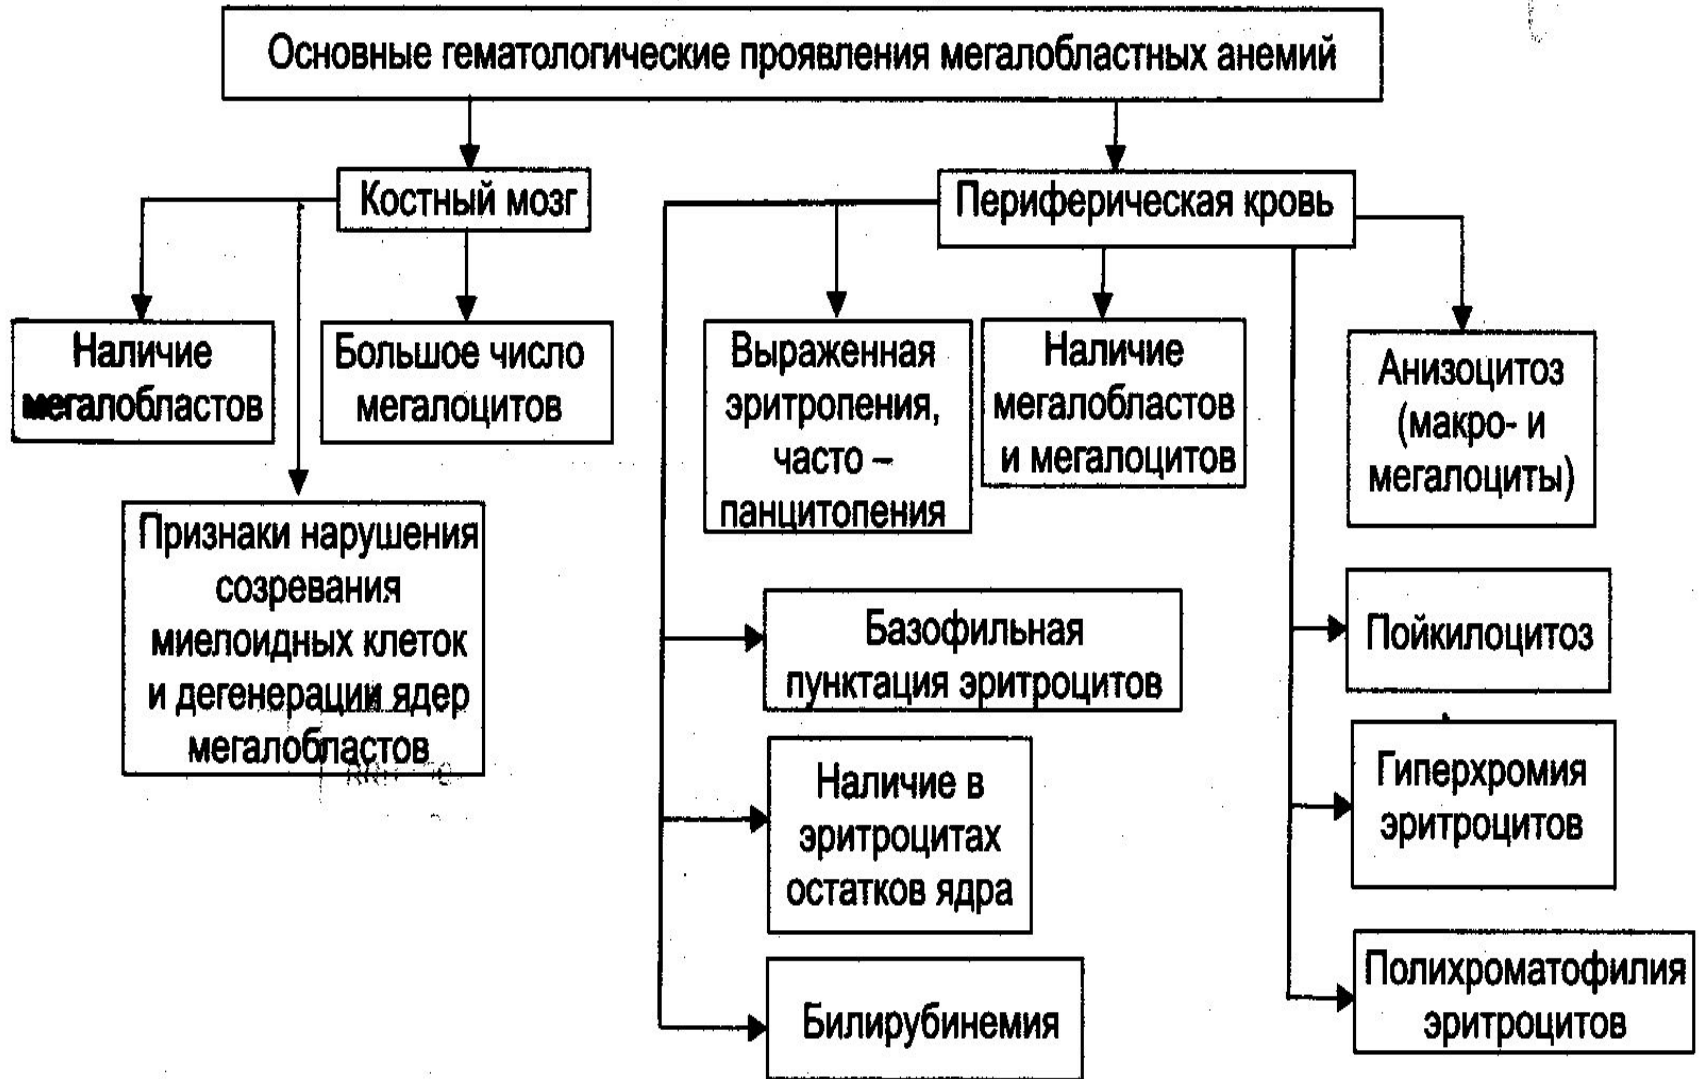 Основные гематологические проявления мегалобластных анемий
Костный мозг
Периферическая кровь
Наличие
мегалобластов
Большое число
мегалоцитов
Признаки нарушения
созревания
миелоидных клеток
и дегенерации ядер
мегалобластов
Выраженная
эритропения,
часто –
панцитопения
Наличие
мегалобластов
и мегалоцитов
Анизоцитоз
(макро- и
мегалоциты)
Базофильная
пунктация эритроцитов
Наличие в
эритроцитах
остатков ядра
Билирубинемия
Пойкилоцитоз
Гиперхромия
эритроцитов
Полихроматофилия
эритроцитов